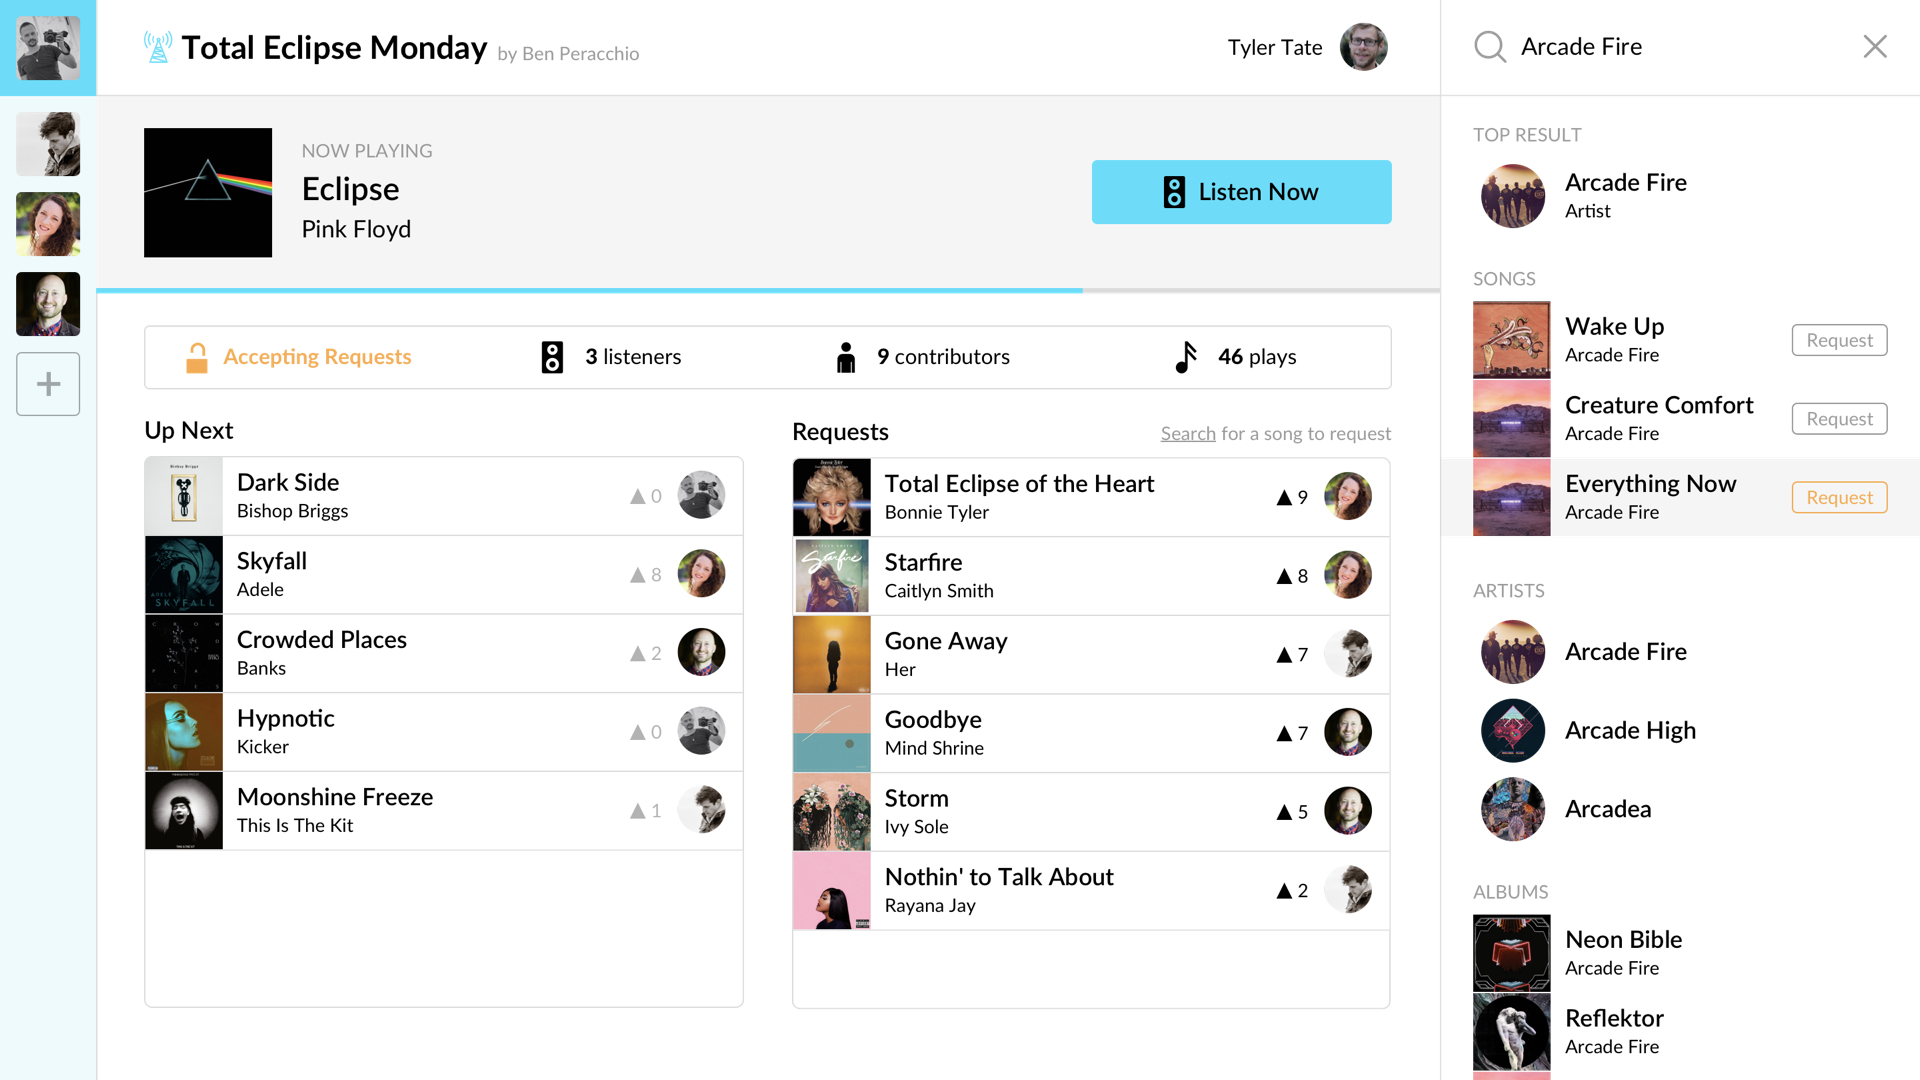 Total Eclipse Monday by Ben Peracchio
Tyler Tate
NOW PLAYING
Eclipse
Pink Floyd
Listen Now
Accepting Requests
3 listeners
9 contributors
46 plays
Up Next
Dark Side
Bishop Briggs
0
Skyfall
Adele
8
Crowded Places
Banks
2
Hypnotic
Kicker
0
Moonshine Freeze
This Is The Kit
1
Requests
Search for a song to request
Total Eclipse of the Heart
Bonnie Tyler
9
Starfire
Caitlyn Smith
8
Gone Away
Her
7
Goodbye
Mind Shrine
7
Storm
Ivy Sole
5
Nothin' to Talk About
Rayana Jay
2
Arcade Fire
TOP RESULT
Arcade Fire
Artist
SONGS
Wake Up
Arcade Fire
Request
Creature Comfort
Arcade Fire
Request
Everything Now
Arcade Fire
Request
ARTISTS
Arcade Fire
Arcade High
Arcadea
ALBUMS
Neon Bible
Arcade Fire
Reflektor
Arcade Fire
Bishop Briggs
ADELE
SKYFALL
Starfire